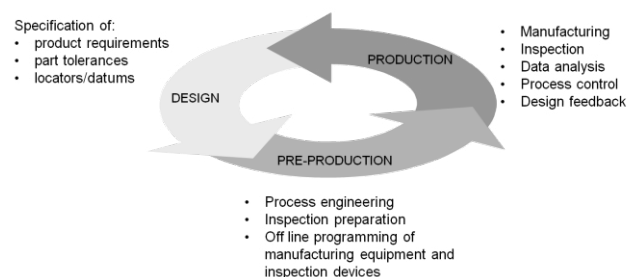 Specification of:
• product requirements
• part tolerances
• locators/datums
DESIGN
PRODUCTION
• Manufacturing
• Inspection
• Data analysis
• Process control
• Design feedback
PRE-PRODUCTION
• Process engineering
• Inspection preparation
• Off line programming of
manufacturing equipment and
inspection devices